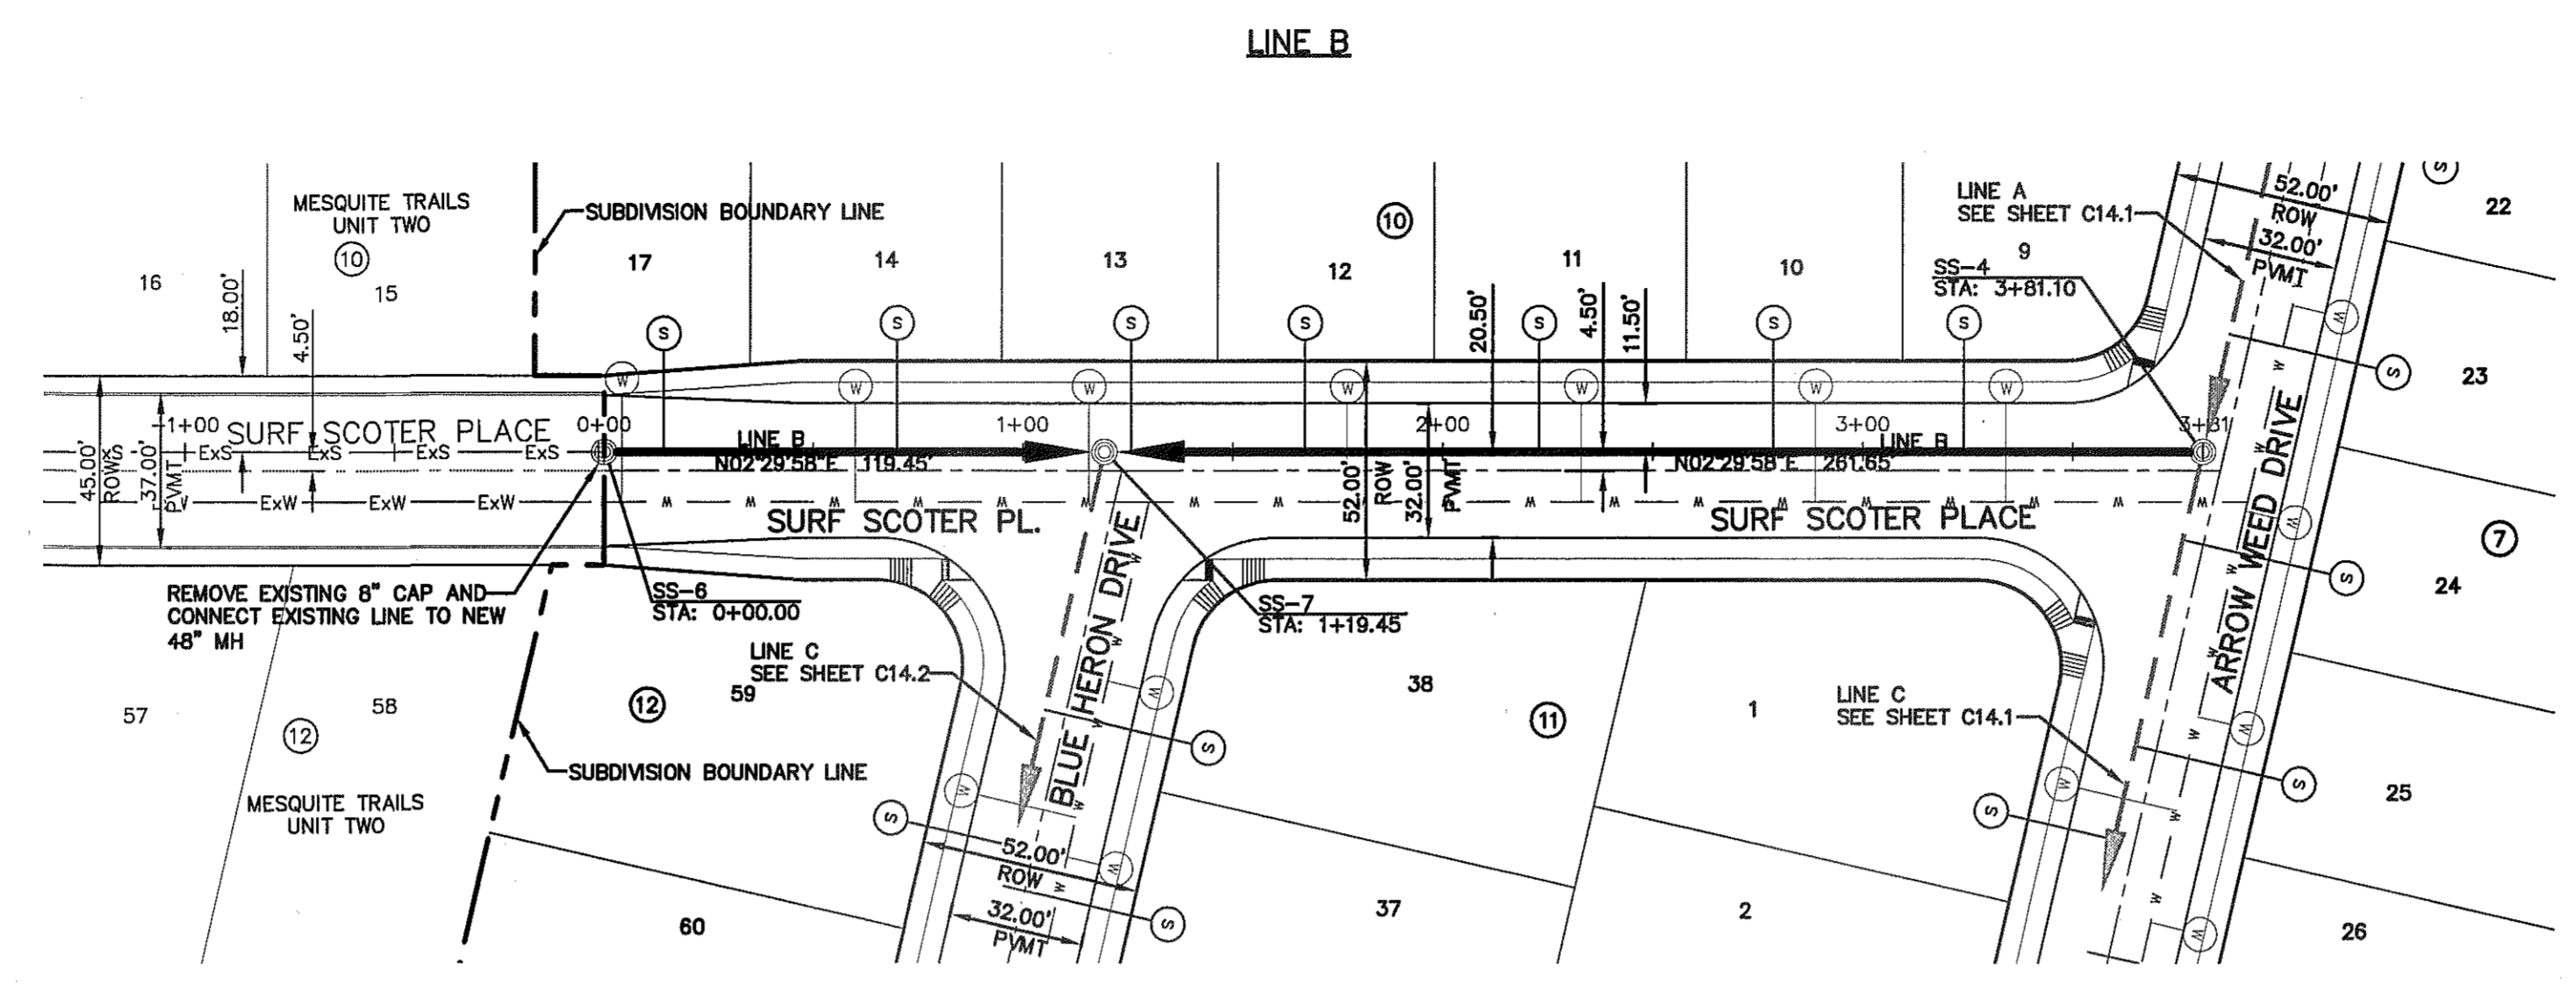 LINE B
MESQUITE TRAILS
UNIT TWO
10
16
15
18.00'
4.50'
SUBDIVISION BOUNDARY LINE
17
14
13
12
10
11
10
9
LINE A
SEE SHEET C14.1
SS-4
STA: 3+81.10
52.00'
ROW
32.00'
PVMT
22
23
S
S
S
S
S
S
S
S
S
W
W
W
W
W
W
W
W
20.50'
4.50'
11.50'
45.00'
ROW
37.00'
PVMT
-1+00
SURF SCOTER PLACE
ExS
ExS
ExS
ExS
ExW
ExW
ExW
0+00
1+00
2+00
3+00
3+81
LINE B
N02°29'58"E 119.45'
LINE B
N02°29'58"E 261.65'
52.00'
ROW
32.00'
PVMT
SURF SCOTER PL.
SURF SCOTER PLACE
REMOVE EXISTING 8" CAP AND
CONNECT EXISTING LINE TO NEW
48" MH
SS-6
STA: 0+00.00
SS-7
STA: 1+19.45
LINE C
SEE SHEET C14.2
BLUE HERON DRIVE
ARROW WEED DRIVE
LINE C
SEE SHEET C14.1
57
58
12
MESQUITE TRAILS
UNIT TWO
12
59
SUBDIVISION BOUNDARY LINE
60
38
11
1
37
2
7
24
25
26
W
W
W
W
W
W
W
S
S
S
S
S
S
52.00'
ROW
32.00'
PVMT